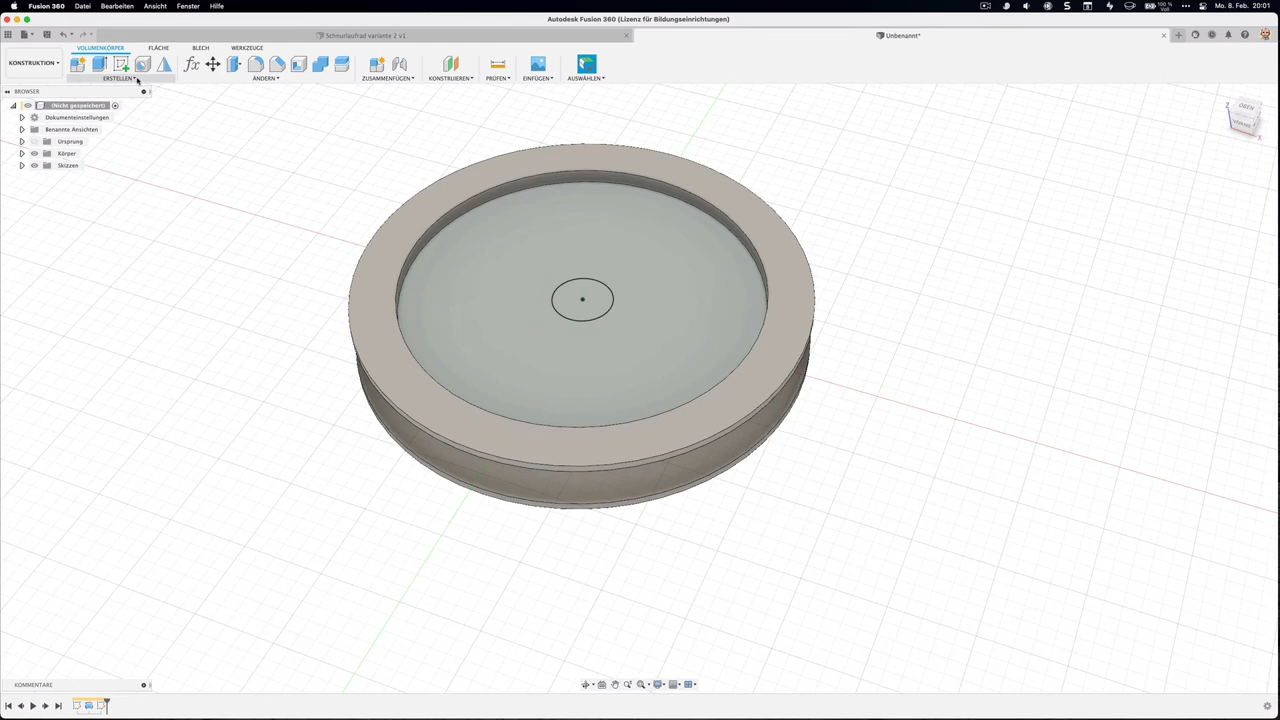 Fusion 360 Datei Bearbeiten Ansicht Fenster Hilfe 100 % Voll Mo. 8. Feb. 20:01
Autodesk Fusion 360 (Lizenz für Bildungseinrichtungen)
Schnurlaufrad Variante 2 v1 Unbenannt*
KONSTRUKTION
VOLUMENKÖRPER FLÄCHE BLECH WERKZEUGE
ERSTELLEN ÄNDERN ZUSAMMENFÜGEN KONSTRUIEREN PRÜFEN EINFÜGEN AUSWÄHLEN
BROWSER
(Nicht gespeichert)
Dokumenteinstellungen
Benannte Ansichten
Ursprung
Körper
Skizzen
Z
OBEN
X
KOMMENTARE